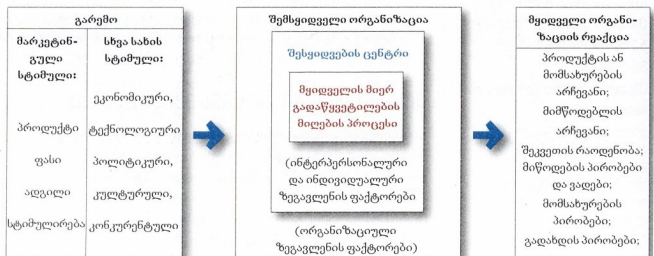 გარემო
მარკეტინ-
გული
სტიმული:
პროდუქტი
ფასი
ადგილი
სტიმულირება
სხვა სახის
სტიმული:
ეკონომიკური,
ტექნოლოგიური
პოლიტიკური,
კულტურული,
კონკურენტული
შემსყიდველი ორგანიზაცია
შესყიდვების ცენტრი
მყიდველის მიერ
გადაწყვეტილების
მიღების პროცესი
(ინტერპერსონალური
და ინდივიდუალური
ზეგავლენის ფაქტორები
(ორგანიზაციული
ზეგავლენის ფაქტორები)
მყიდველი ორგანი-
ზაციის რეაქცია
პროდუქტის ან
მომსახურების
არჩევანი;
მიმწოდებლის
არჩევანი;
შეკვეთის რაოდენობა;
მიწოდების პირობები
და ვადები;
მომსახურების
პირობები;
გადახდის პირობები;